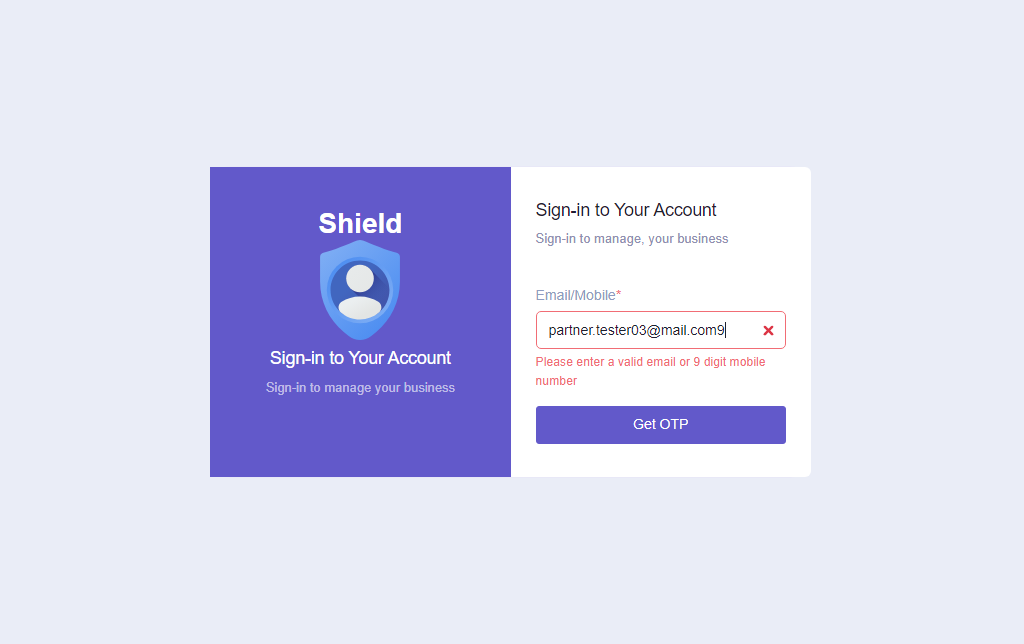 Shield
Sign-in to Your Account
Sign-in to manage your business
Sign-in to Your Account
Sign-in to manage, your business
Email/Mobile*
partner.tester03@mail.com9
Please enter a valid email or 9 digit mobile
number
Get OTP